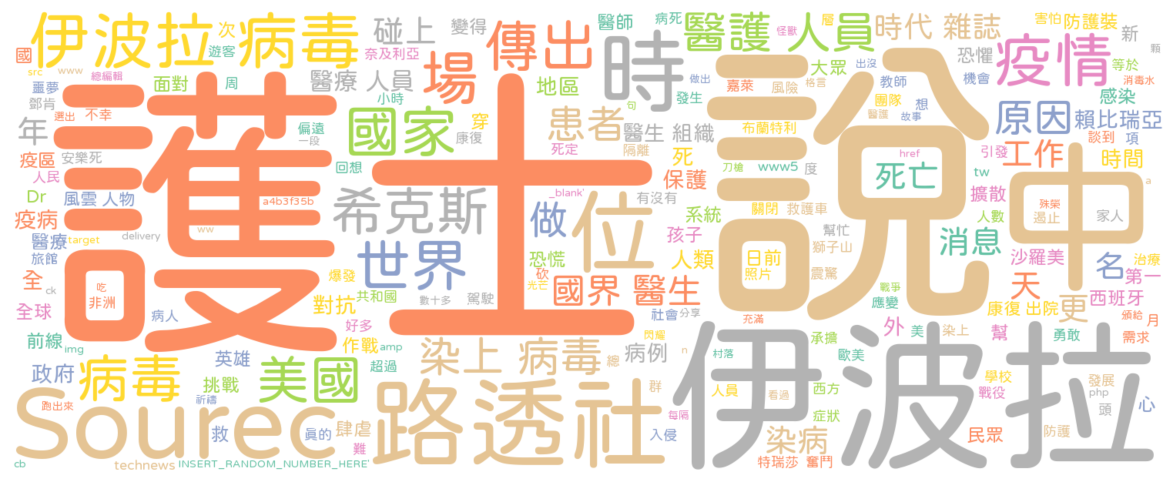 伊波拉 病毒
傳出
碰上
變得
時
醫師
病死
怪獸
醫護 人員
層
時代 雜誌
害怕
防護裝
新
顆
國
次
遊客
奈及利亞
場
醫療 人員
src
www
總編輯
噩夢
周
面對
地區
大眾
出沒
恐懼
疫情
等於
機會
消毒水
鄧肯
選出
不幸
小時
發生
做出
嘉萊
風險
格言
教師
感染
年
偏遠
一段
國家
康復
穿
句
患者
醫生 組織
布蘭特利
團隊
醫護
想
故事
原因
賴比瑞亞
談到
項
疫區
安樂死
護士
說
回想
死定
隔離
死
刀槍
www5
度
死亡
href
引發
工作
時間
人民
Dr
風雲 人物
a4b3f35b
希克斯
_blank'
有沒有
保護
關閉
救護車
tw
擴散
中
a
疫病
ww
做
位
系統
幫忙
人數
殊榮
遏止
家人
醫療
target
delivery
世界
恐慌
孩子
日前
獅子山
消息
沙羅美
名
治療
旅館
砍
人類
照片
震驚
全
吃
非洲
ck
爆發
共和國
光芒
國界 醫生
戰爭
天
第一
全球
病人
對抗
數十多
駕駛
社會
分享
應變
康復 出院
更
西班牙
頒給
月
前線
img
好多
作戰
amp
閃耀
充滿
外
美
染上
幫
勇敢
需求
政府
病毒
英雄
挑戰
美國
超過
染上 病毒
總
病例
n
伊波拉
承擔
歐美
村落
祈禱
群
人員
看過
西方
學校
戰役
發展
php
頭
心
跑出來
Sourec
救
真的
肆虐
難
路透社
每隔
入侵
症狀
染病
民眾
防護
cb
technews
INSERT_RANDOM_NUMBER_HERE'
特瑞莎 奮鬥